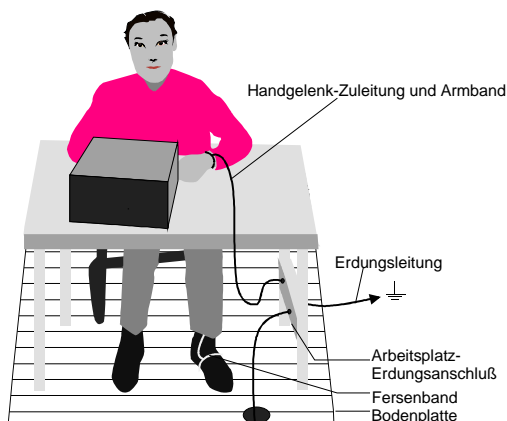 Handgelenk-Zuleitung und Armband
Erdungsleitung
Arbeitsplatz-
Erdungsanschluß
Fersenband
Bodenplatte